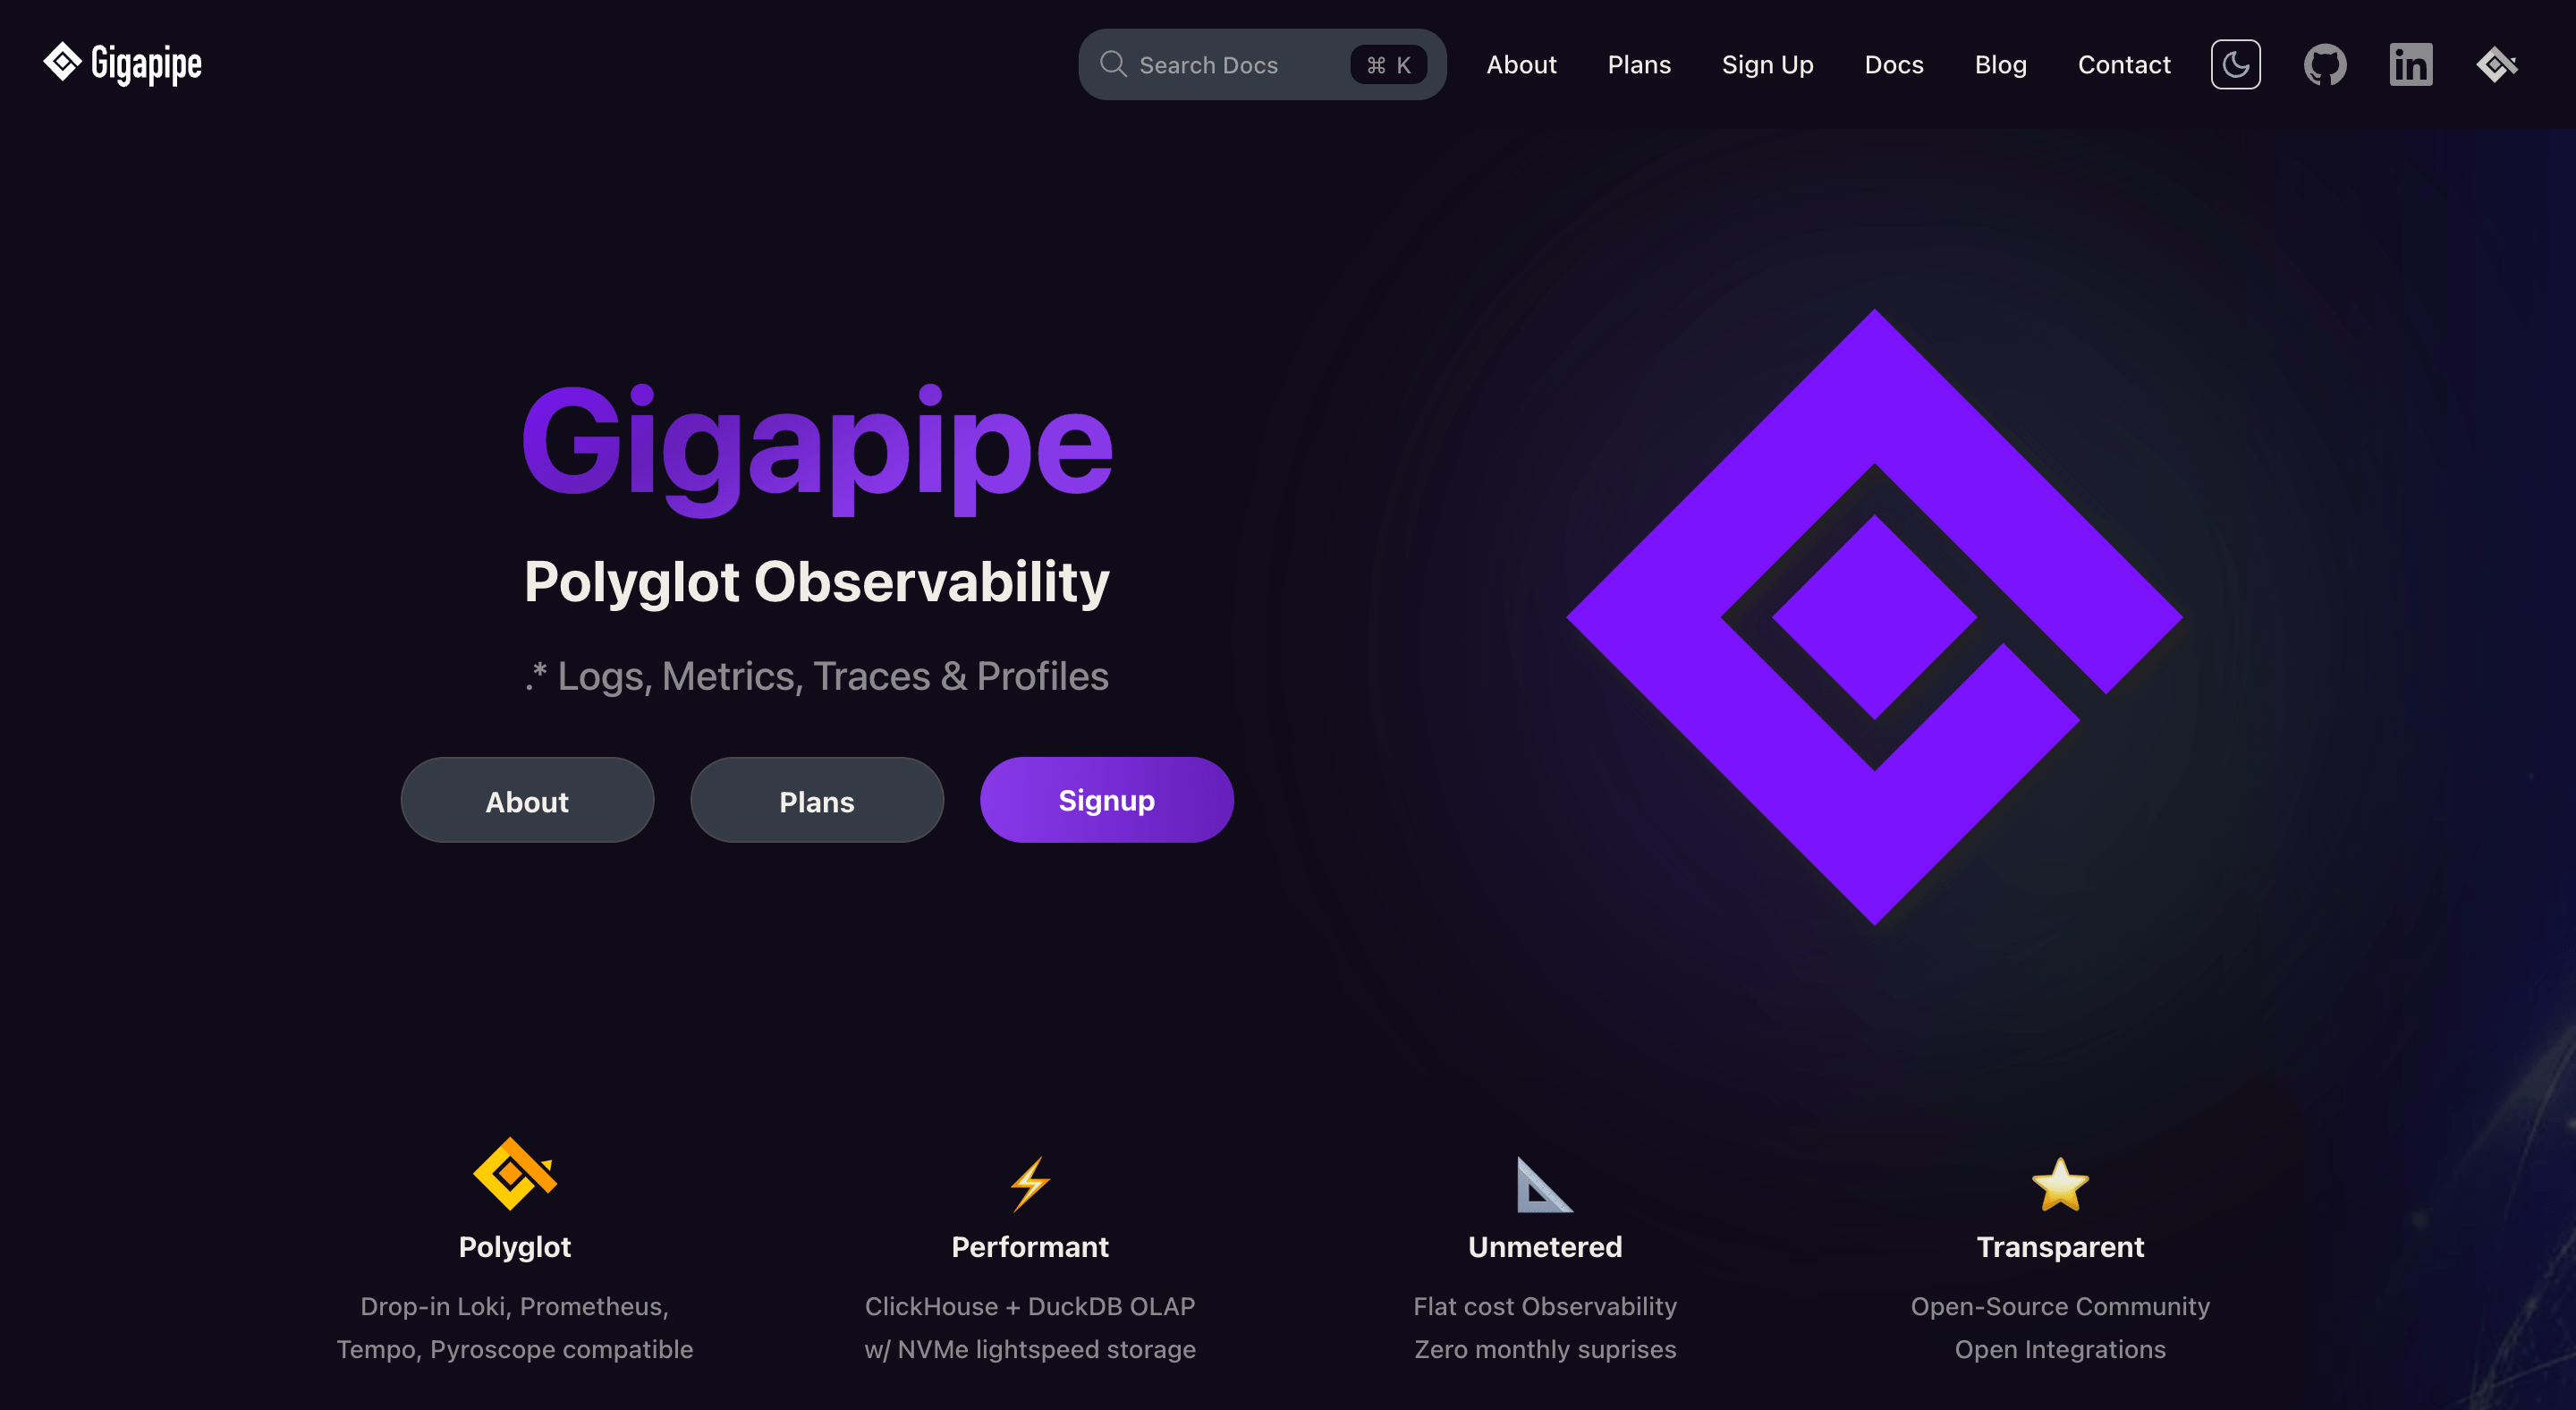 Gigapipe
Search Docs ⌘ K
About Plans Sign Up Docs Blog Contact
Gigapipe
Polyglot Observability
.* Logs, Metrics, Traces & Profiles
About Plans Signup
Polyglot
Drop-in Loki, Prometheus,
Tempo, Pyroscope compatible
Performant
ClickHouse + DuckDB OLAP
w/ NVMe lightspeed storage
Unmetered
Flat cost Observability
Zero monthly suprises
Transparent
Open-Source Community
Open Integrations